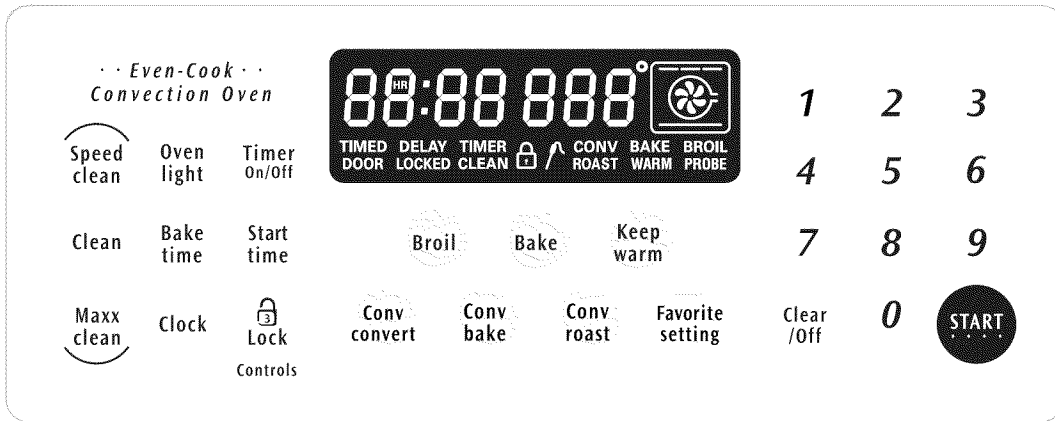 · · Even-Cook · ·
Convection Oven
Speed
clean
Oven
light
Timer
On/Off
Clean
Bake
time
Start
time
Maxx
clean
Clock
3
Lock
Controls
88:88 888°
HR
TIMED DELAY TIMER CONV BAKE BROIL
DOOR LOCKED CLEAN ROAST WARM PROBE
Broil
Bake
Keep
warm
Conv
convert
Conv
bake
Conv
roast
Favorite
setting
1 2 3
4 5 6
7 8 9
Clear
/Off
0
START